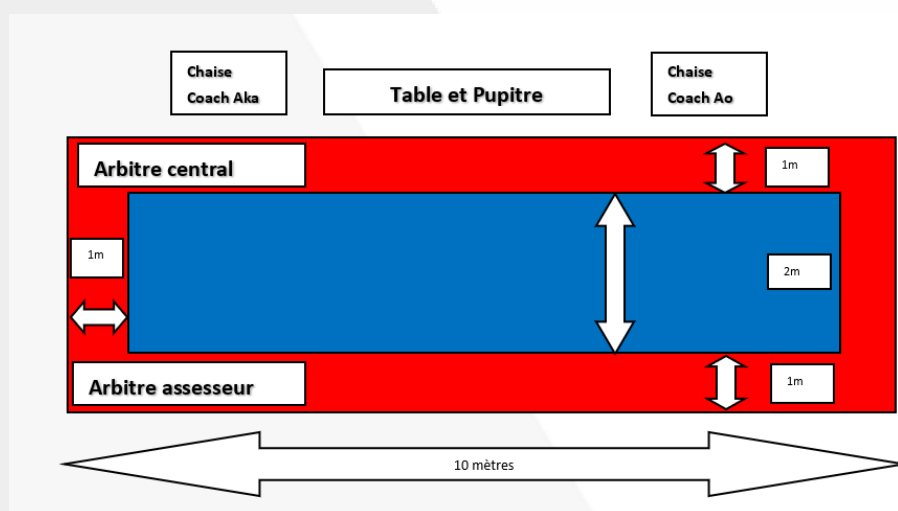 Chaise
Coach Aka
Table et Pupitre
Chaise
Coach Ao
Arbitre central
1m
1m
2m
Arbitre assesseur
1m
10 mètres